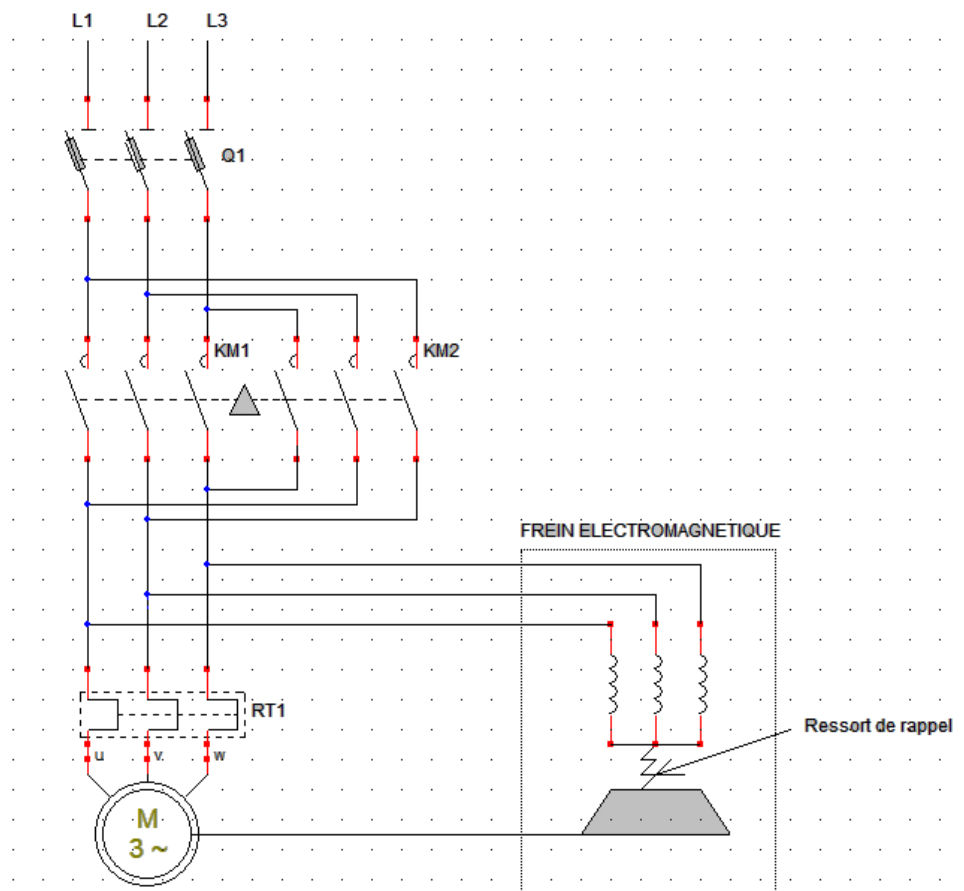 L1 L2 L3
Q1
KM1 KM2
FREIN ELECTROMAGNETIQUE
RT1
Ressort de rappel
u v. w
M
3 ~